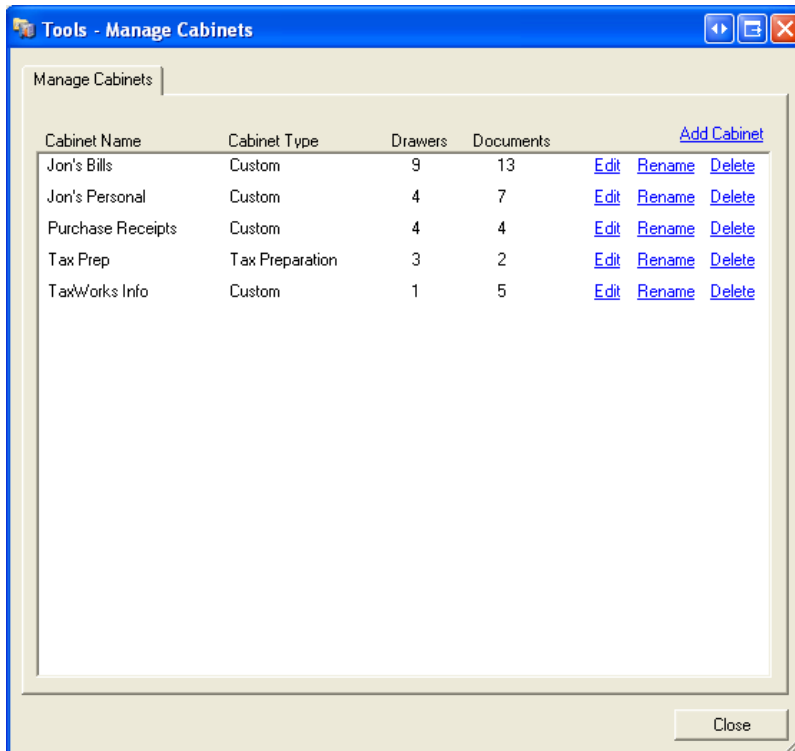 Tools - Manage Cabinets
Manage Cabinets
Add Cabinet
Cabinet Name Cabinet Type Drawers Documents
Jon's Bills Custom 9 13 Edit Rename Delete
Jon's Personal Custom 4 7 Edit Rename Delete
Purchase Receipts Custom 4 4 Edit Rename Delete
Tax Prep Tax Preparation 3 2 Edit Rename Delete
TaxWorks Info Custom 1 5 Edit Rename Delete
Close